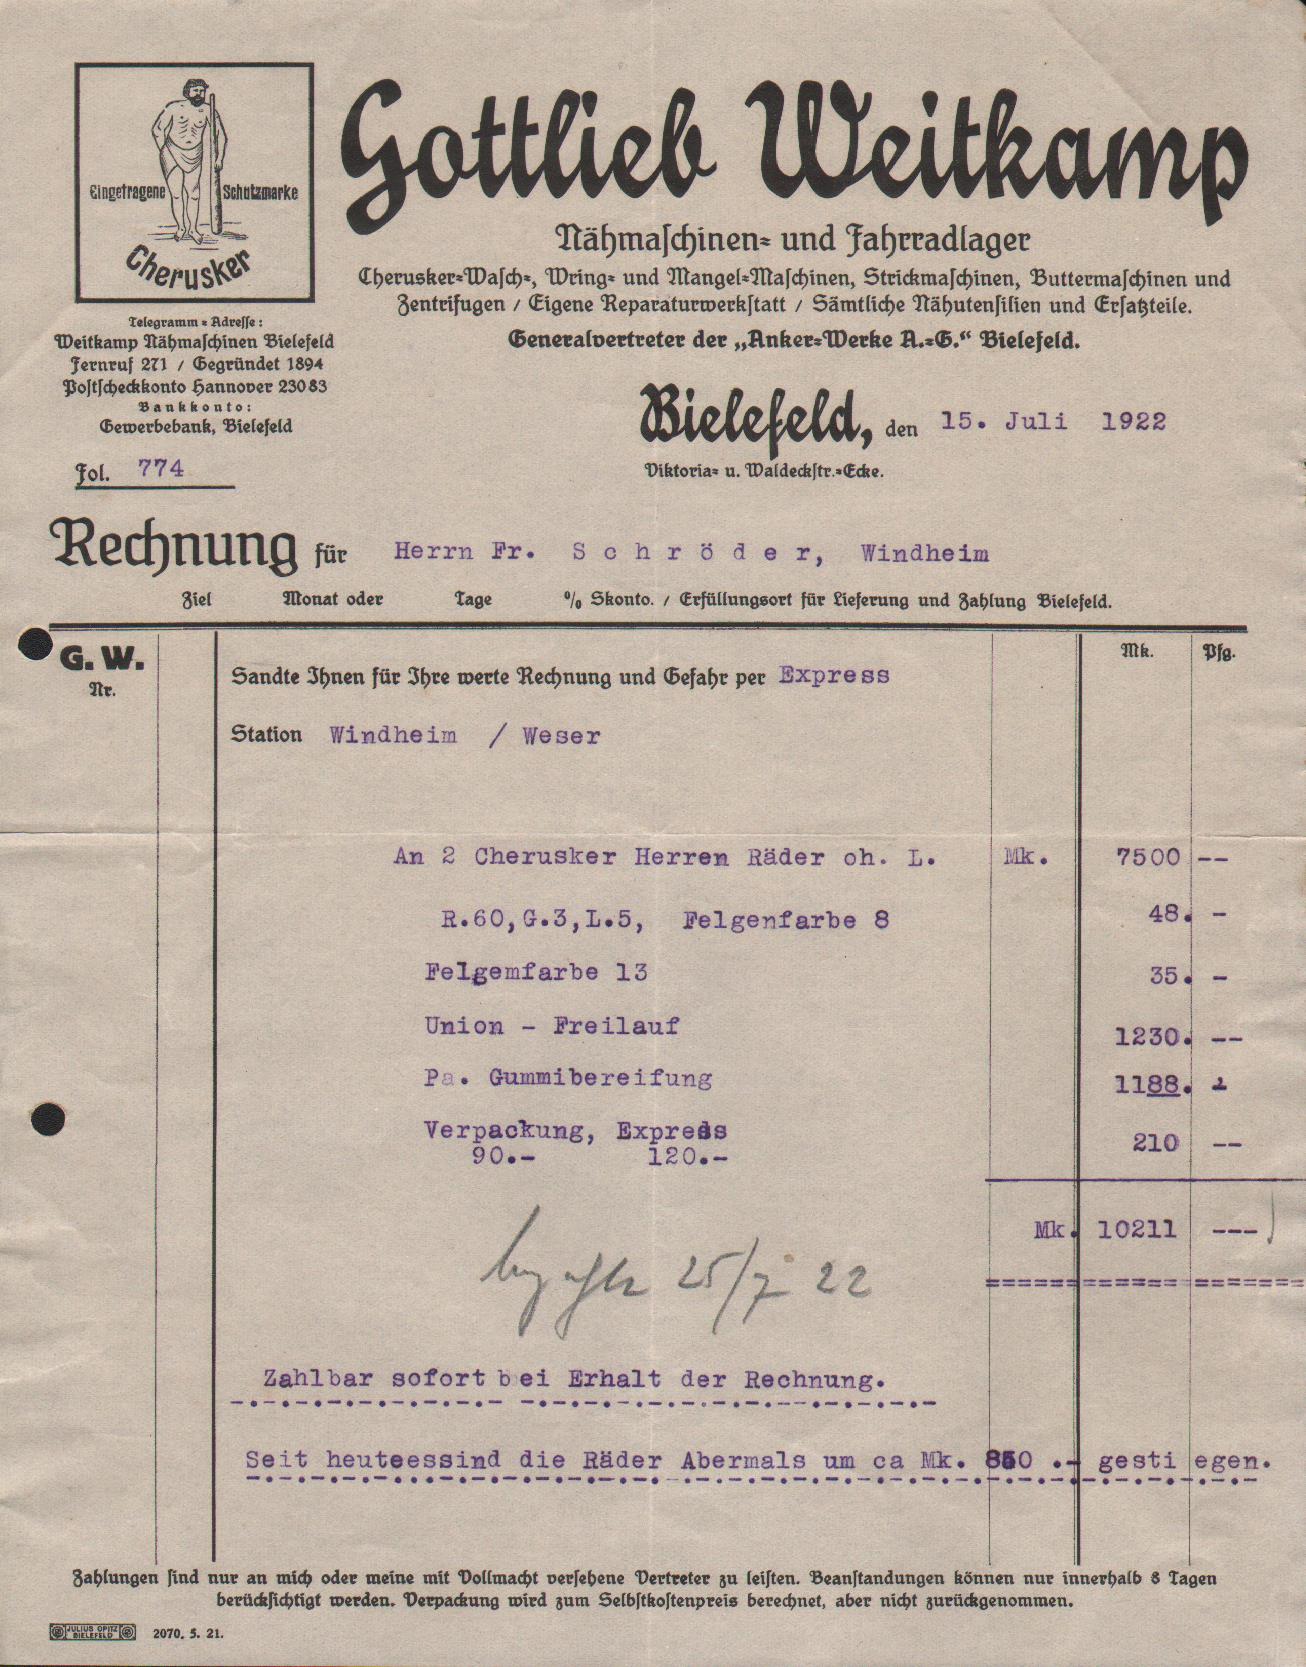 Eingetragene Schutzmarke
Cherusker
Gottlieb Weitkamp
Nähmaschinen- und Fahrradlager
Cherusker-Wasch-, Wring- und Mangel-Maschinen, Strickmaschinen, Buttermaschinen und
Zentrifugen / Eigene Reparaturwerkstatt / Sämtliche Nähutensilien und Ersatzteile.
Generalvertreter der „Anker-Werke A.-G.“ Bielefeld.
Telegramm-Adresse:
Weitkamp Nähmaschinen Bielefeld
Fernruf 271 / Gegründet 1894
Postscheckkonto Hannover 23083
Bankkonto:
Gewerbebank, Bielefeld
Bielefeld, den 15. Juli 1922
Viktoria- u. Waldeckstr.-Ecke.
Fol. 774
Rechnung für Herrn Fr. Schröder, Windheim
Ziel Monat oder Tage % Skonto. / Erfüllungsort für Lieferung und Zahlung Bielefeld.
G. W. Mk. Pfg.
Nr.
Sandte Ihnen für Ihre werte Rechnung und Gefahr per Express
Station Windheim / Weser
An 2 Cherusker Herren Räder oh. L. Mk. 7500 --
R.60,G.3,L.5, Felgenfarbe 8 48. -
Felgemfarbe 13 35. -
Union - Freilauf 1230. --
Pa. Gummibereifung 1188. -
Verpackung, Express 210 --
90.- 120.-
Mk. 10211 ---
bezahlt 25/7 22
Zahlbar sofort bei Erhalt der Rechnung.
Seit heuteessind die Räder Abermals um ca Mk. 850 .- gestiegen.
Zahlungen sind nur an mich oder meine mit Vollmacht versehene Vertreter zu leisten. Beanstandungen können nur innerhalb 8 Tagen
berücksichtigt werden. Verpackung wird zum Selbstkostenpreis berechnet, aber nicht zurückgenommen.
JULIUS OPITZ
BIELEFELD
2070. 5. 21.